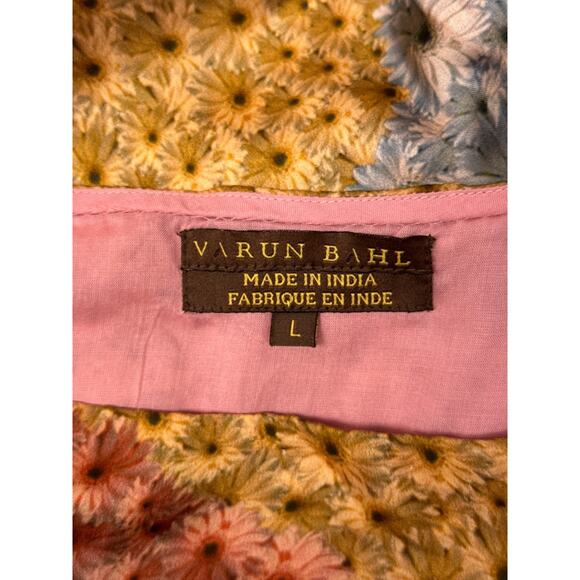 VARUN BAHL
MADE IN INDIA
FABRIQUE EN INDE
L